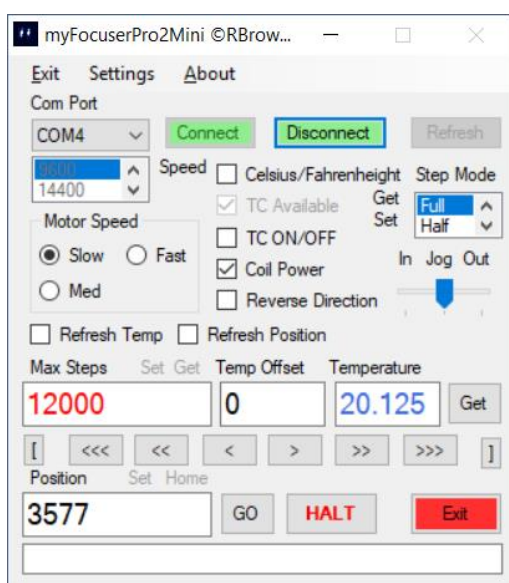 myFocuserPro2Mini ©RBrow...
Exit Settings About
Com Port
COM4 Connect Disconnect Refresh
9600 Speed Celsius/Fahrenheight Step Mode
14400 TC Available Get Full
Motor Speed TC ON/OFF Set Half
Slow Fast Coil Power In Jog Out
Med Reverse Direction
Refresh Temp Refresh Position
Max Steps Set Get Temp Offset Temperature
12000 0 20.125 Get
[ <<< << < > >> >>> ]
Position Set Home
3577 GO HALT Exit